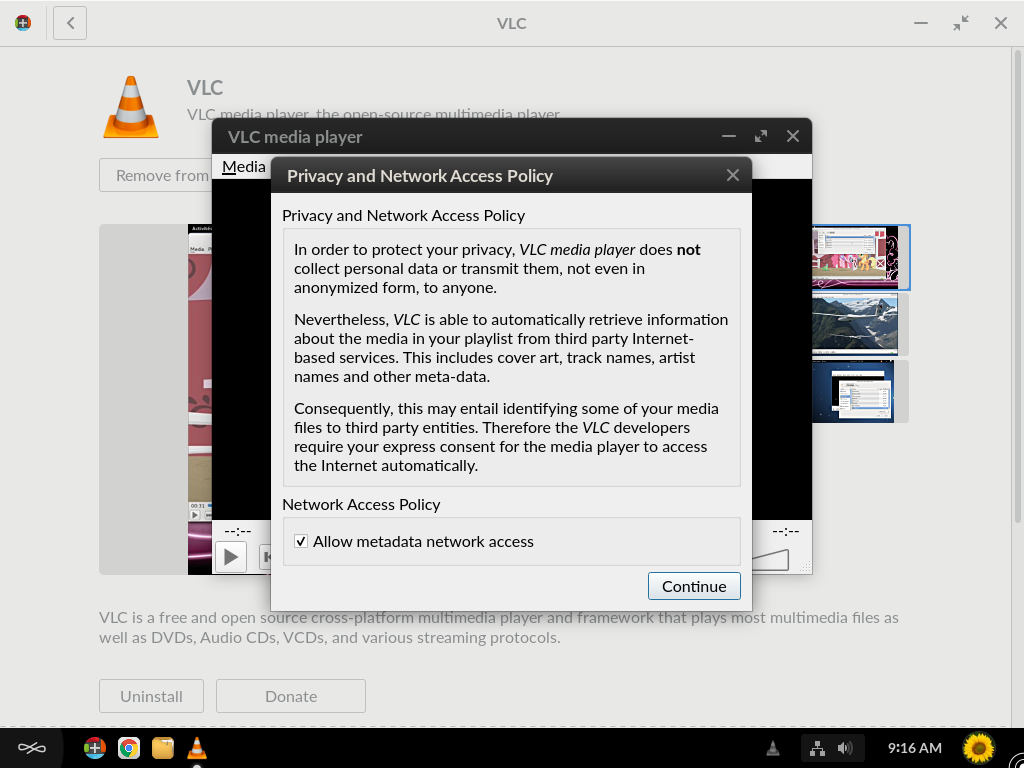 VLC
VLC
VLC media player, the open-source multimedia player
Remove from
VLC media player
Media
Privacy and Network Access Policy
Privacy and Network Access Policy
In order to protect your privacy, VLC media player does not
collect personal data or transmit them, not even in
anonymized form, to anyone.
Nevertheless, VLC is able to automatically retrieve information
about the media in your playlist from third party Internet-
based services. This includes cover art, track names, artist
names and other meta-data.
Consequently, this may entail identifying some of your media
files to third party entities. Therefore the VLC developers
require your express consent for the media player to access
the Internet automatically.
Network Access Policy
--:--
--:--
Allow metadata network access
Continue
VLC is a free and open source cross-platform multimedia player and framework that plays most multimedia files as
well as DVDs, Audio CDs, VCDs, and various streaming protocols.
Uninstall
Donate
9:16 AM